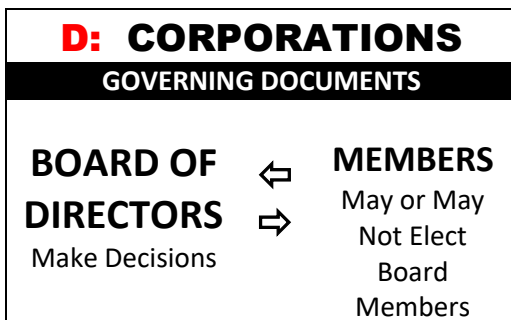 D: CORPORATIONS
GOVERNING DOCUMENTS
BOARD OF
DIRECTORS
Make Decisions
MEMBERS
May or May
Not Elect
Board
Members